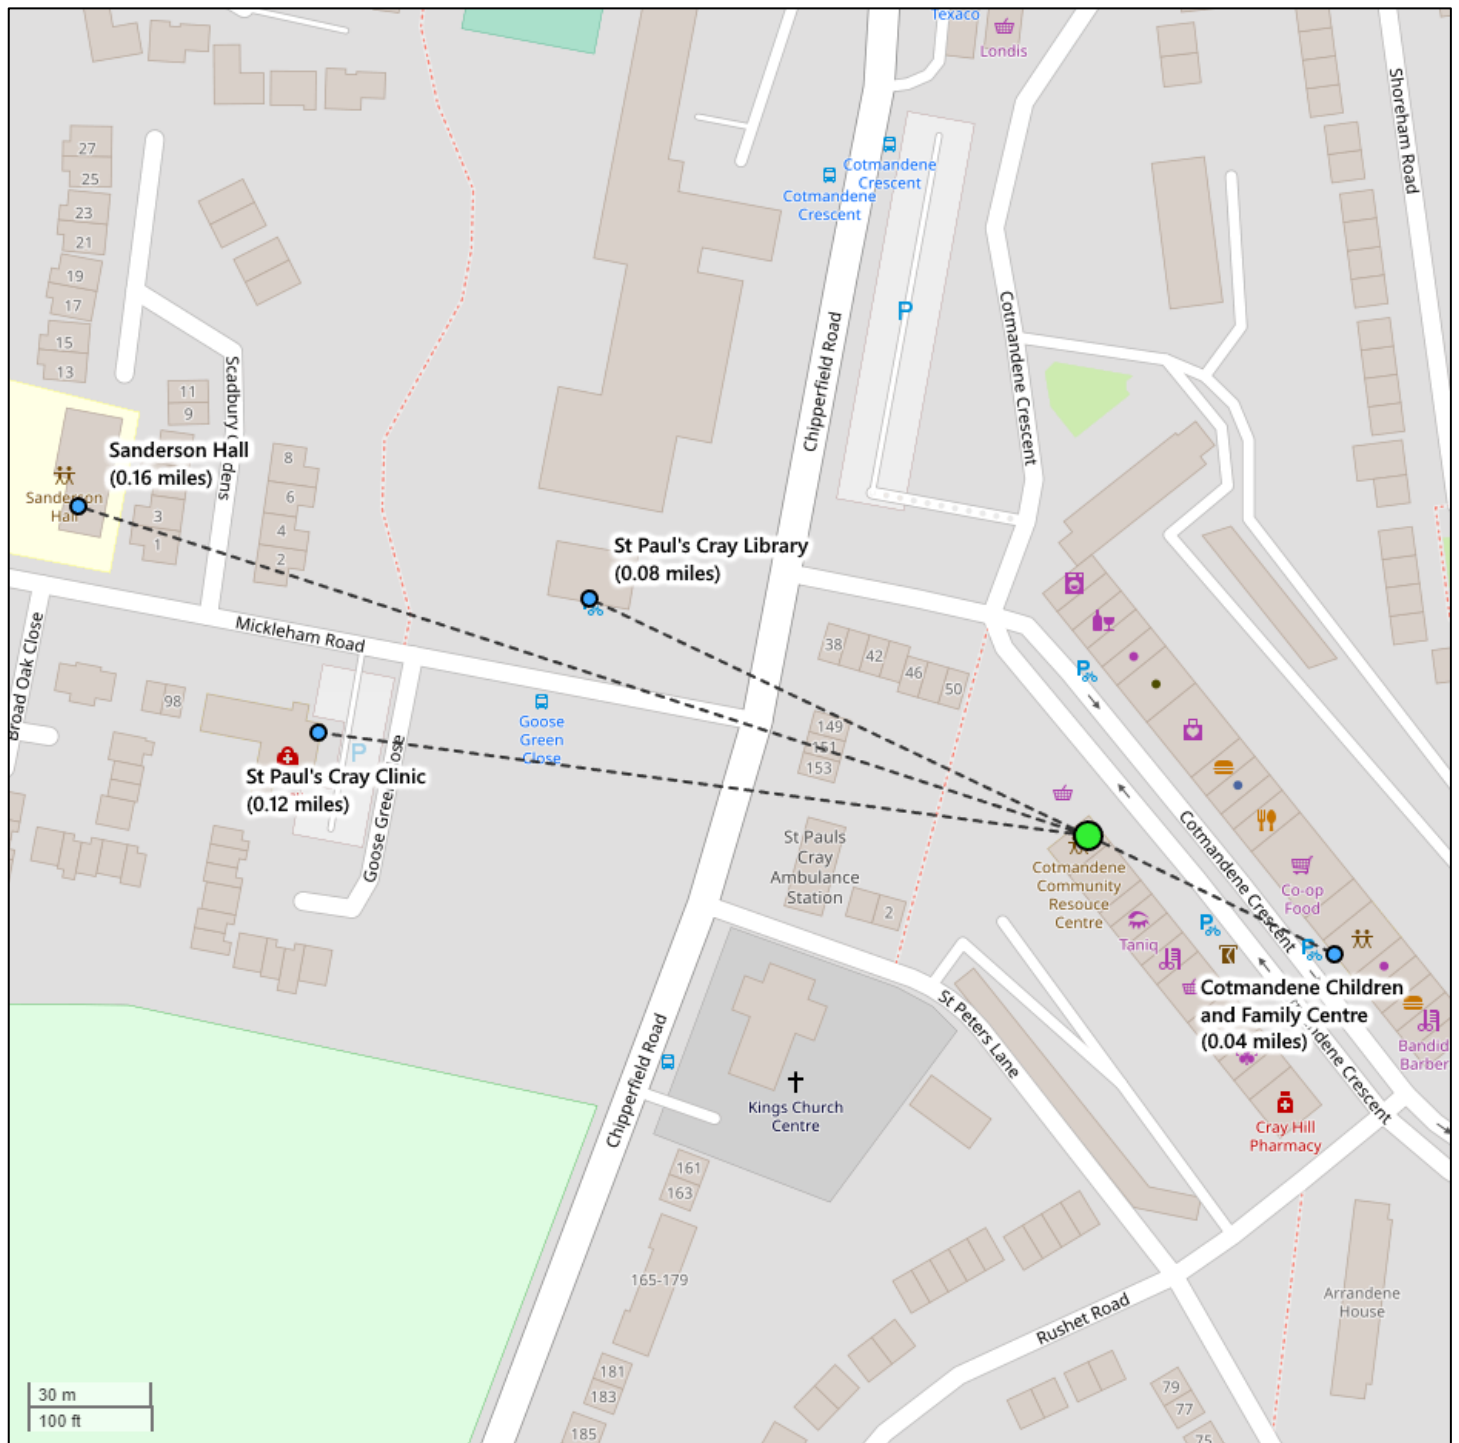 Texaco
Londis
Shoreham Road
27
25
23
21
19
17
15
13
11
9
Cotmandene
Crescent
Cotmandene
Crescent
P
Chipperfield Road
Cotmandene Crescent
Sanderson Hall
(0.16 miles)
Sanderson
Hall
3
1
8
6
4
2
St Paul's Cray Library
(0.08 miles)
Mickleham Road
Broad Oak Close
98
P
St Paul's Cray Clinic
(0.12 miles)
Goose
Green
Close
38
42
46
50
149
151
153
P
St Pauls
Cray
Ambulance
Station
2
Cotmandene
Community
Resouce
Centre
Taniq
Cotmandene Crescent
Co-op
Food
P
P
Cotmandene Children
and Family Centre
(0.04 miles)
Bandid
Barber
Cray Hill
Pharmacy
St Peters Lane
Chipperfield Road
Kings Church
Centre
161
163
165-179
181
183
185
Rushet Road
Arrandene
House
79
77
75
30 m
100 ft